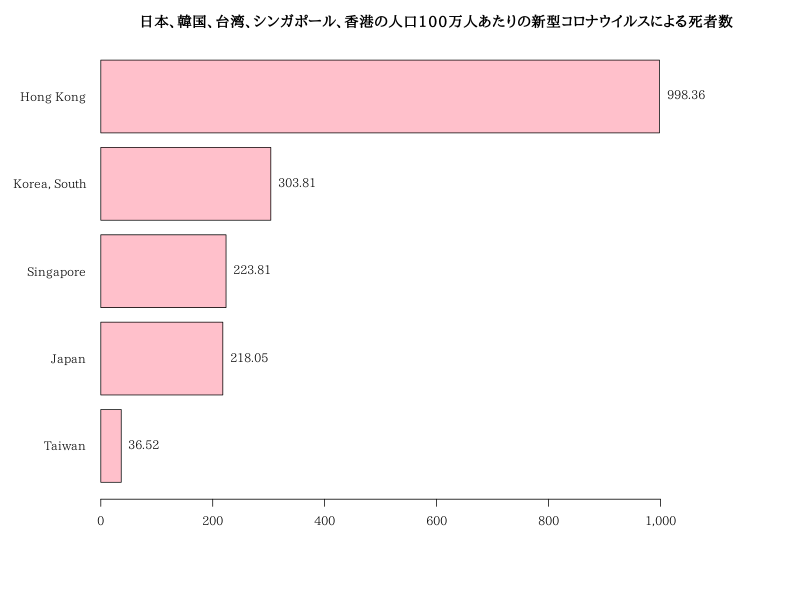 日本、韓国、台湾、シンガポール、香港の人口100万人あたりの新型コロナウイルスによる死者数
Hong Kong 998.36
Korea, South 303.81
Singapore 223.81
Japan 218.05
Taiwan 36.52
0 200 400 600 800 1,000